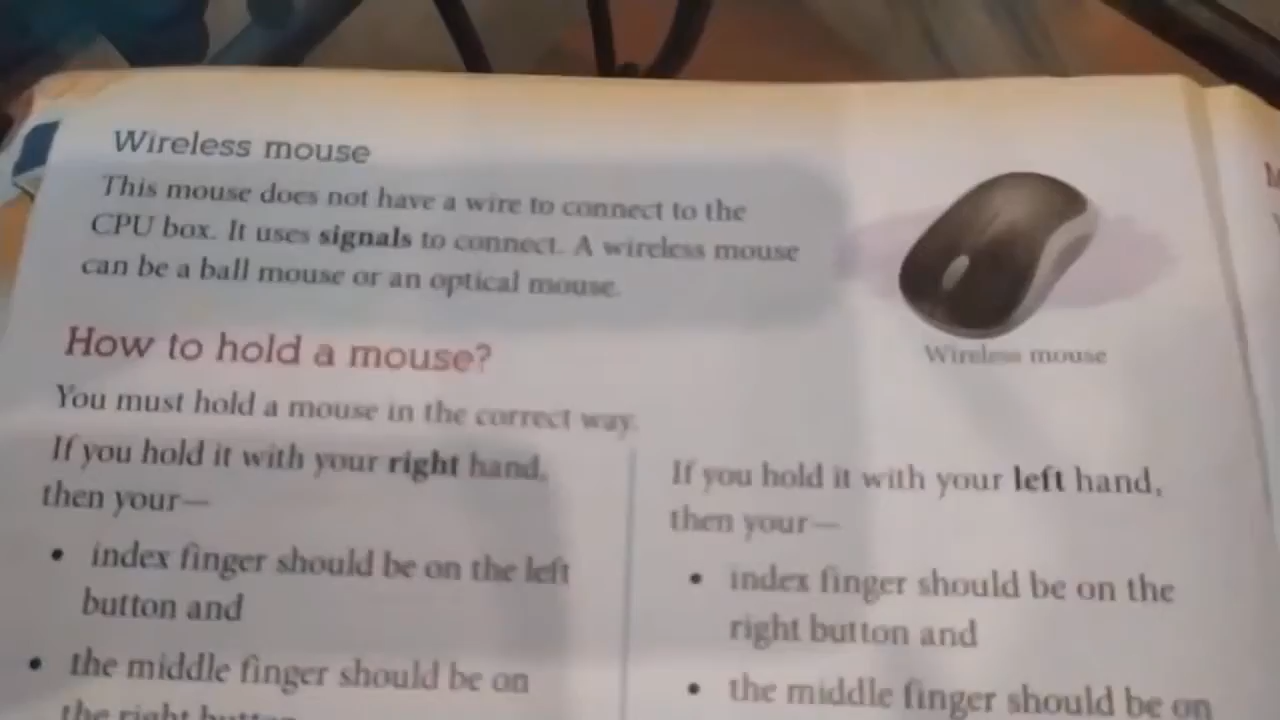 Wireless mouse
This mouse does not have a wire to connect to the
CPU box. It uses signals to connect. A wireless mouse
can be a ball mouse or an optical mouse.
Wireless mouse
How to hold a mouse?
You must hold a mouse in the correct way.
If you hold it with your right hand,
then your—
• index finger should be on the left
button and
• the middle finger should be on
the right button
If you hold it with your left hand,
then your—
• index finger should be on the
right button and
• the middle finger should be on